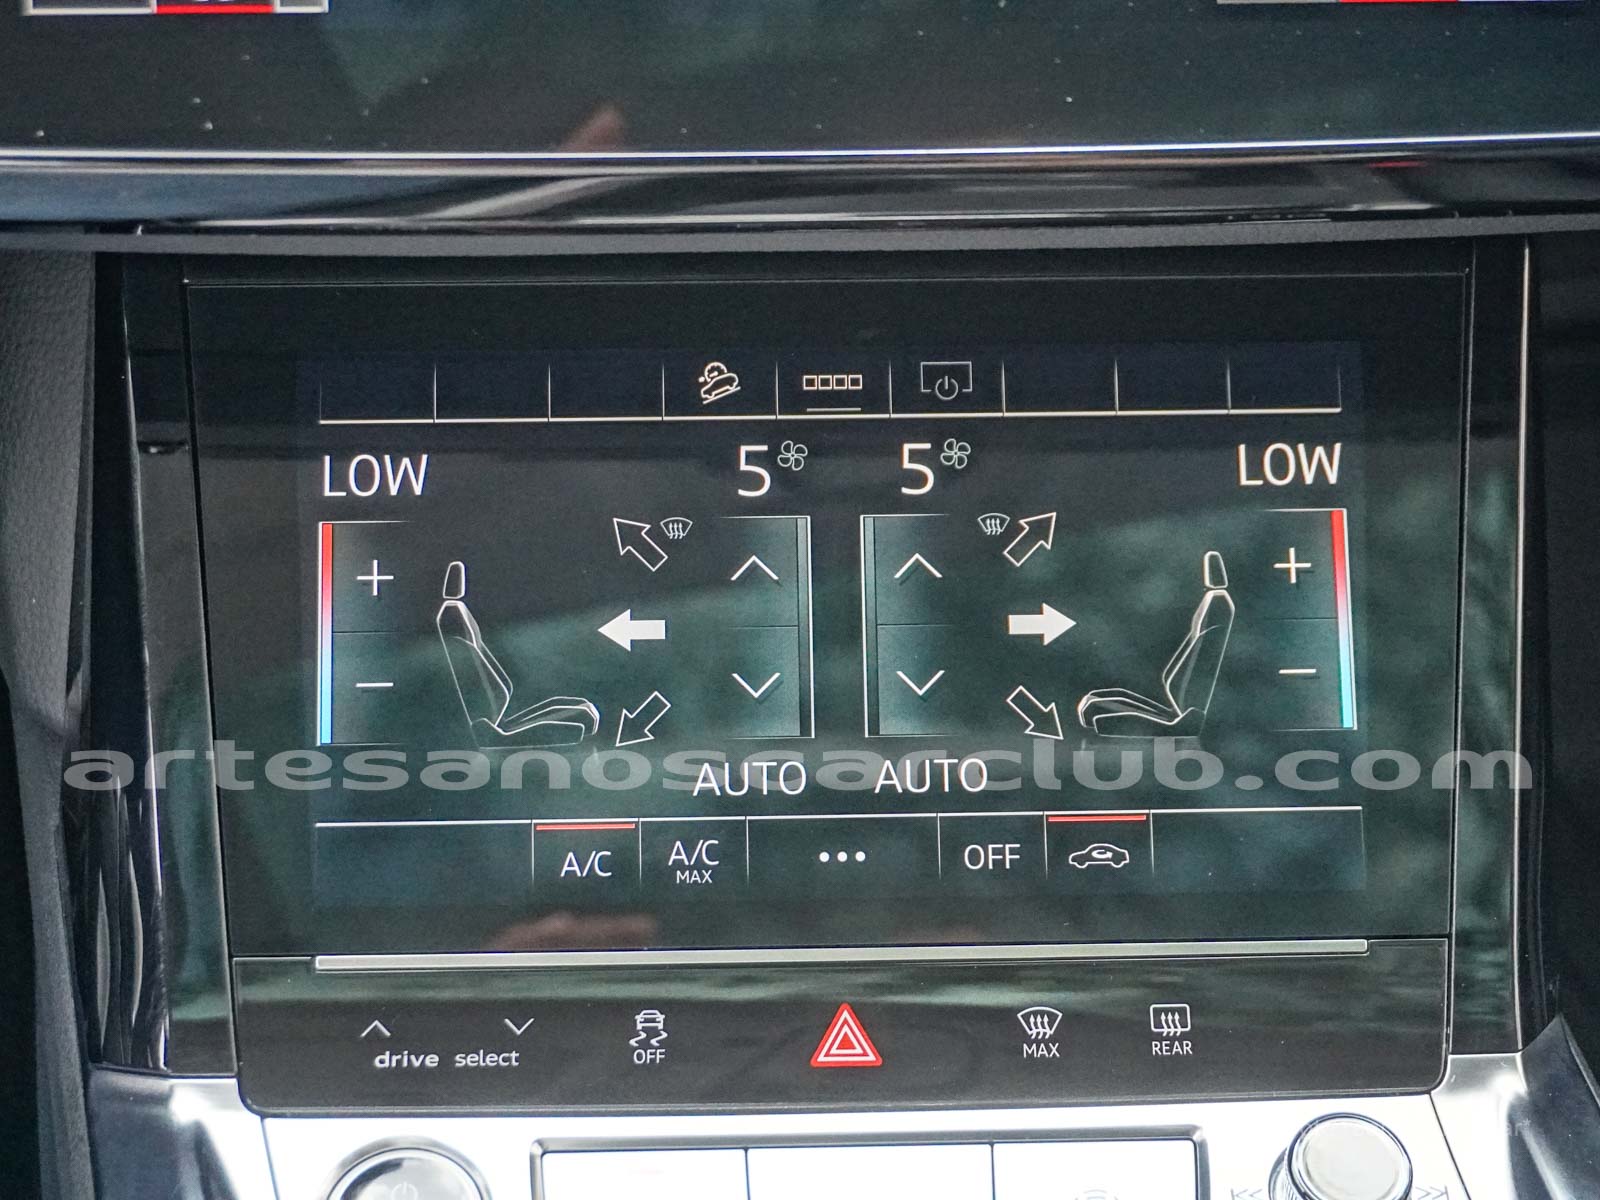 LOW 5 5 LOW
+ +
- -
AUTO AUTO
artesanoscarclub.com
A/C A/C MAX ••• OFF
drive select OFF MAX REAR